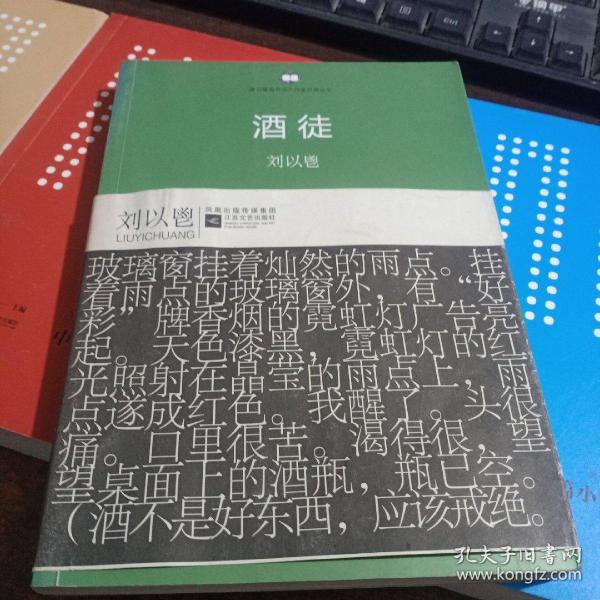 酒徒
刘以鬯
刘以鬯
LIUYICHUANG
凤凰出版传媒集团
江苏文艺出版社
玻璃窗挂着灿然的雨点。挂
着雨点的玻璃窗外，有“好
彩”牌香烟的霓虹灯广告亮
起。天色漆黑，霓虹灯的红
光照射在晶莹的雨点上，雨
点遂成红色。我醒了。头很
痛。口里很苦。渴得很，望
望桌面上的酒瓶，瓶已空。
（酒不是好东西，应该戒绝。
孔夫子旧书网
www.kongfz.com